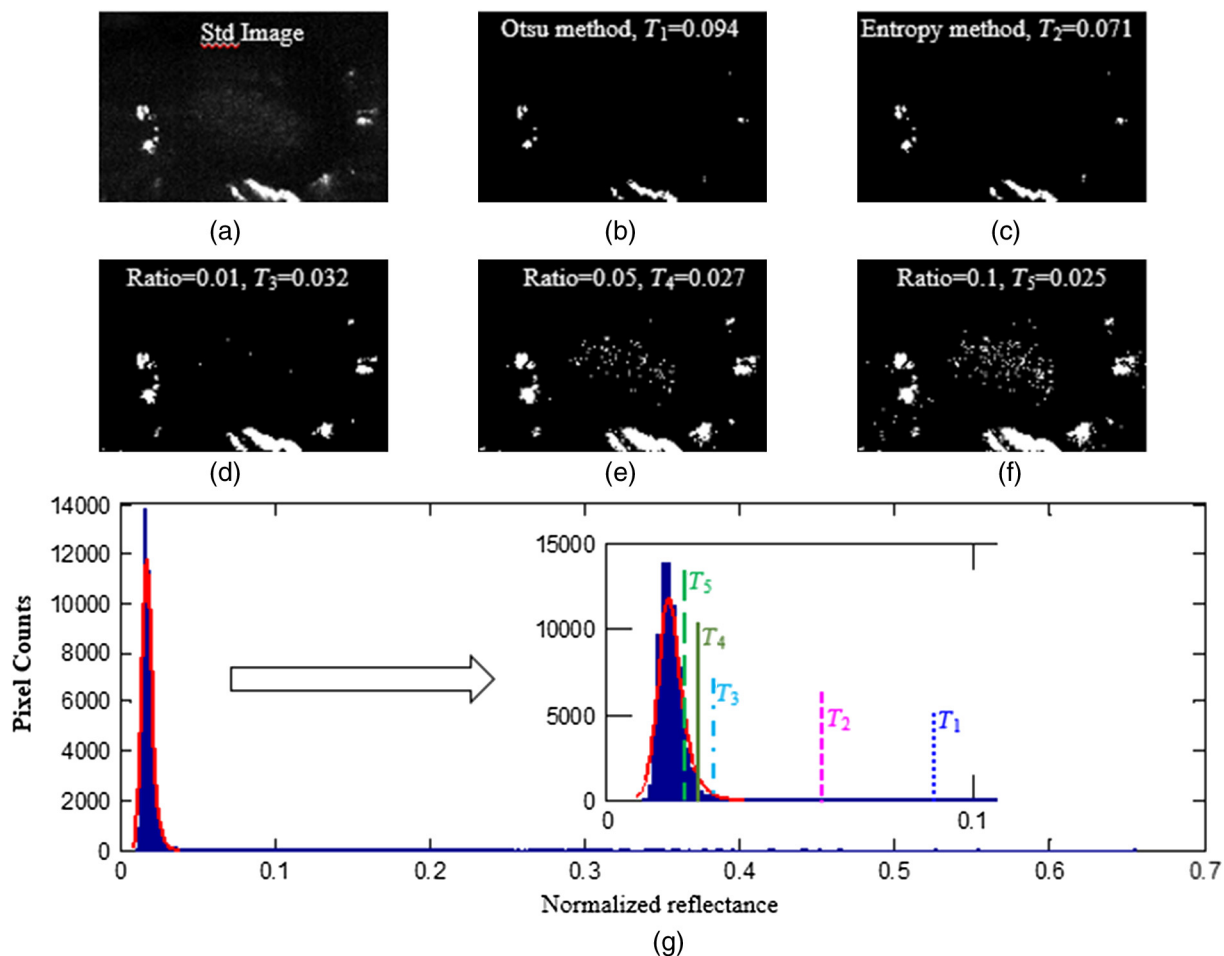 Std Image
Otsu method, T1=0.094
Entropy method, T2=0.071
(a)
(b)
(c)
Ratio=0.01, T3=0.032
Ratio=0.05, T4=0.027
Ratio=0.1, T5=0.025
(d)
(e)
(f)
14000
12000
10000
8000
6000
4000
2000
0
Pixel Counts
15000
10000
5000
0
T5
T4
T3
T2
T1
0
0.1
0
0.1
0.2
0.3
0.4
0.5
0.6
0.7
Normalized reflectance
(g)